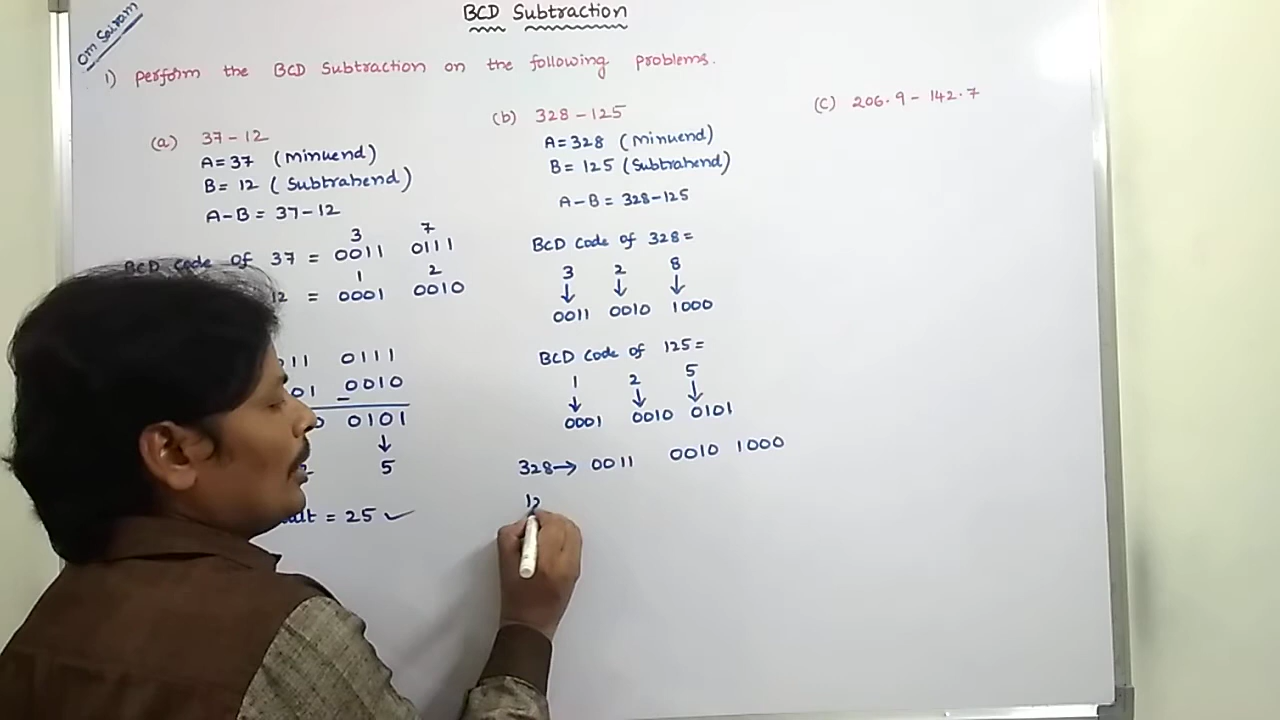 Om Sairam
BCD Subtraction
1) perform the BCD Subtraction on the following problems.
(a) 37-12
A=37 (Minuend)
B= 12 (Subtrahend)
A-B = 37-12
3 7
BCD code of 37 = 0011 0111
1 2
12 = 0001 0010
0111
0010
-
0101
↓
5
= 25 ✓
(b) 328-125
A=328 (Minuend)
B= 125 (Subtrahend)
A-B = 328-125
BCD Code of 328=
3 2 8
↓ ↓ ↓
0011 0010 1000
BCD Code of 125=
1 2 5
↓ ↓ ↓
0001 0010 0101
328→ 0011 0010 1000
12
(C) 206.9-142.7